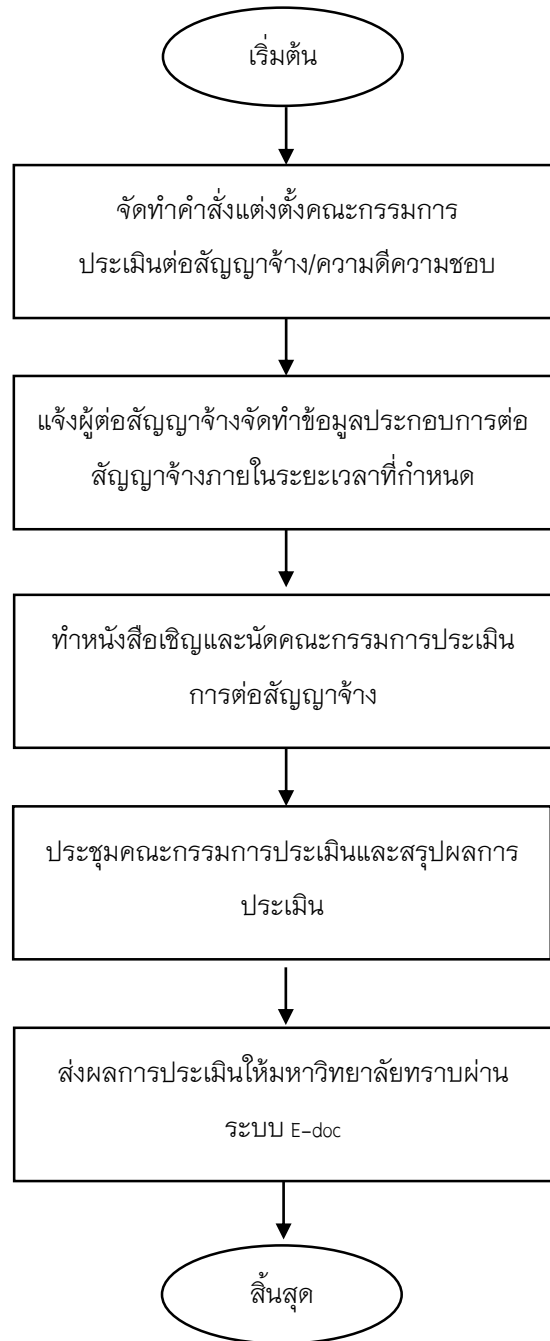 เริ่มต้น
จัดทำคำสั่งแต่งตั้งคณะกรรมการ
ประเมินต่อสัญญาจ้าง/ความดีความชอบ
แจ้งผู้ต่อสัญญาจ้างจัดทำข้อมูลประกอบการต่อ
สัญญาจ้างภายในระยะเวลาที่กำหนด
ทำหนังสือเชิญและนัดคณะกรรมการประเมิน
การต่อสัญญาจ้าง
ประชุมคณะกรรมการประเมินและสรุปผลการ
ประเมิน
ส่งผลการประเมินให้มหาวิทยาลัยทราบผ่าน
ระบบ E-doc
สิ้นสุด